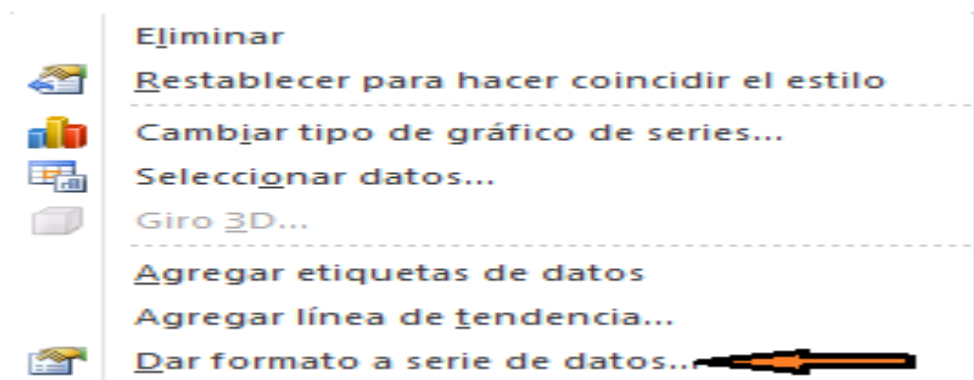 Eliminar
Restablecer para hacer coincidir el estilo
Cambiar tipo de gráfico de series...
Seleccionar datos...
Giro 3D...
Agregar etiquetas de datos
Agregar línea de tendencia...
Dar formato a serie de datos...